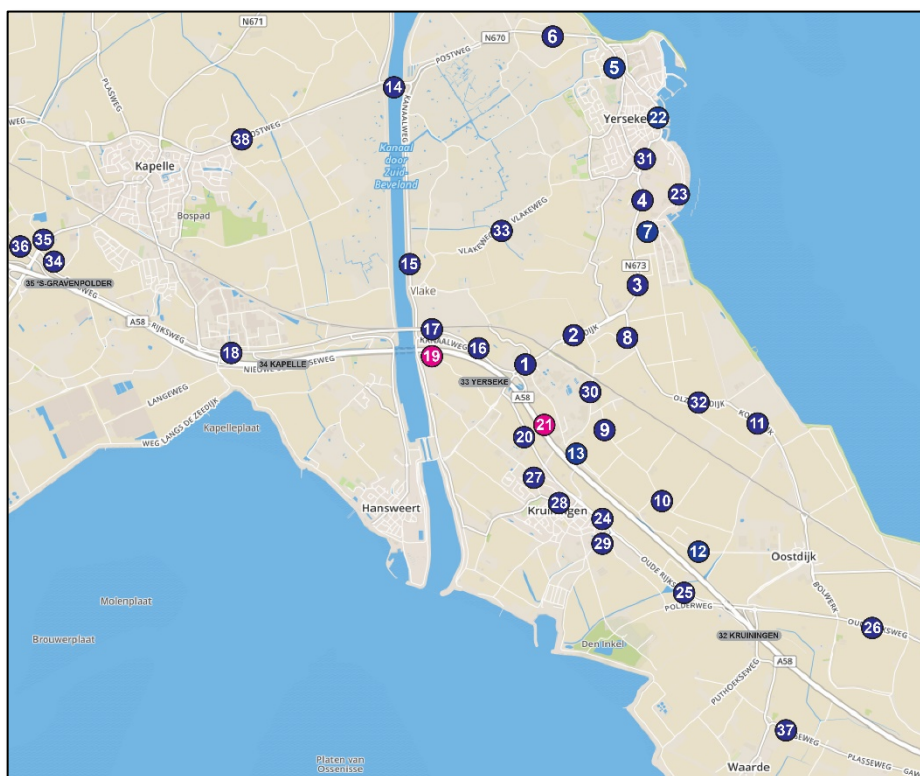 N671
6
N670
POSTWEG
5
PLASWEG
14
KANAALWEG
Yerseke
22
38
POSTWEG
Kanaal
door
Zuid-
Beveland
31
Kapelle
4
23
Bospad
VLAKEWEG
33
VLAKEWEG
7
36
35
34
15
N673
35 'S-GRAVENPOLDER
Vlake
3
A58
RIJKSWEG
17
2
DIJK
8
KANAALWEG
16
18
19
1
34 KAPELLE
33 YERSEKE
NIEUWE
SEWEG
A58
30
LANGEWEG
32
11
21
9
WEG LANGS DE ZEEDIJK
Kapelleplaat
20
13
27
10
Hansweert
28
Kruiningen
24
29
12
Oostdijk
OUDE RIJKS
25
BOLWERK
Molenplaat
POLDERWEG
26
Brouwerplaat
32 KRUININGEN
Den Inkel
A58
PUTHOEKSEWEG
37
Platen van
Ossenisse
Waarde
PLASSEWEG